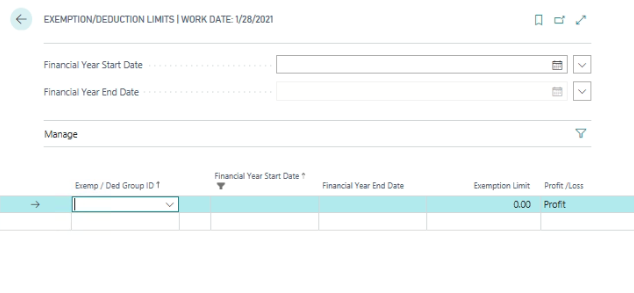 EXEMPTION/DEDUCTION LIMITS | WORK DATE: 1/28/2021
Financial Year Start Date
Financial Year End Date
Manage
Exemp / Ded Group ID ↑ Financial Year Start Date ↑ Financial Year End Date Exemption Limit Profit /Loss
0.00 Profit